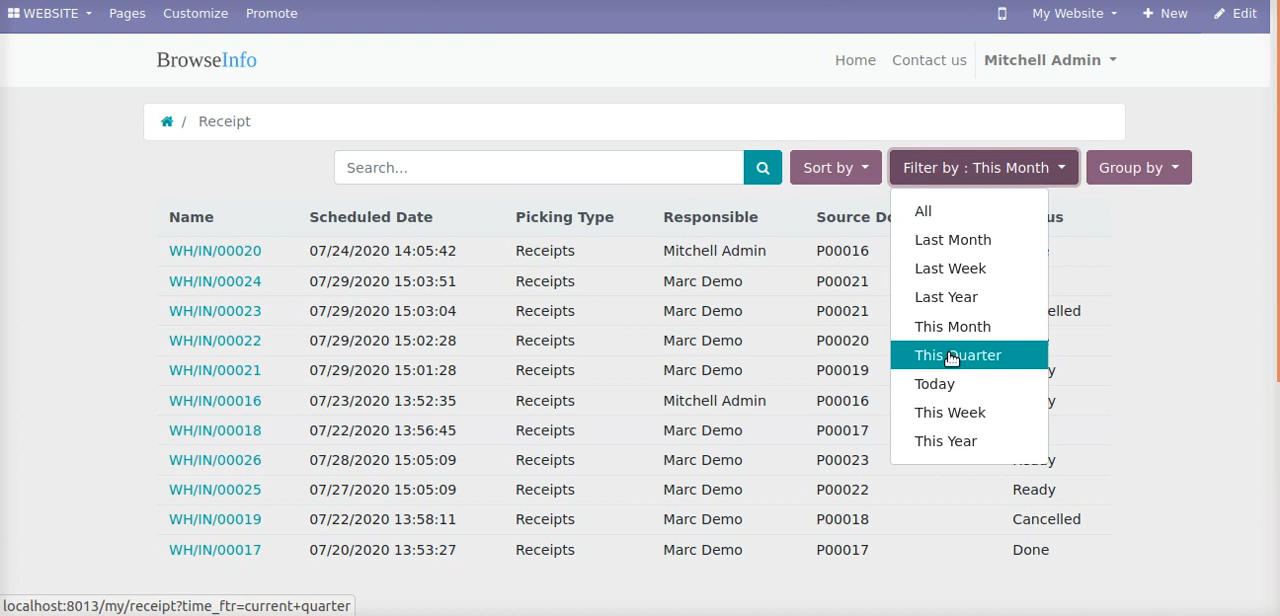 WEBSITE Pages Customize Promote My Website New Edit
BrowseInfo Home Contact us Mitchell Admin
/ Receipt
Search... Sort by Filter by : This Month Group by
Name Scheduled Date Picking Type Responsible Source
WH/IN/00020 07/24/2020 14:05:42 Receipts Mitchell Admin P00016
WH/IN/00024 07/29/2020 15:03:51 Receipts Marc Demo P00021
WH/IN/00023 07/29/2020 15:03:04 Receipts Marc Demo P00021
WH/IN/00022 07/29/2020 15:02:28 Receipts Marc Demo P00020
WH/IN/00021 07/29/2020 15:01:28 Receipts Marc Demo P00019
WH/IN/00016 07/23/2020 13:52:35 Receipts Mitchell Admin P00016
WH/IN/00018 07/22/2020 13:56:45 Receipts Marc Demo P00017
WH/IN/00026 07/28/2020 15:05:09 Receipts Marc Demo P00023
WH/IN/00025 07/27/2020 15:05:09 Receipts Marc Demo P00022 Ready
WH/IN/00019 07/22/2020 13:58:11 Receipts Marc Demo P00018 Cancelled
WH/IN/00017 07/20/2020 13:53:27 Receipts Marc Demo P00017 Done
All
Last Month
Last Week
Last Year
This Month
This Quarter
Today
This Week
This Year
localhost:8013/my/receipt?time_ftr=current+quarter